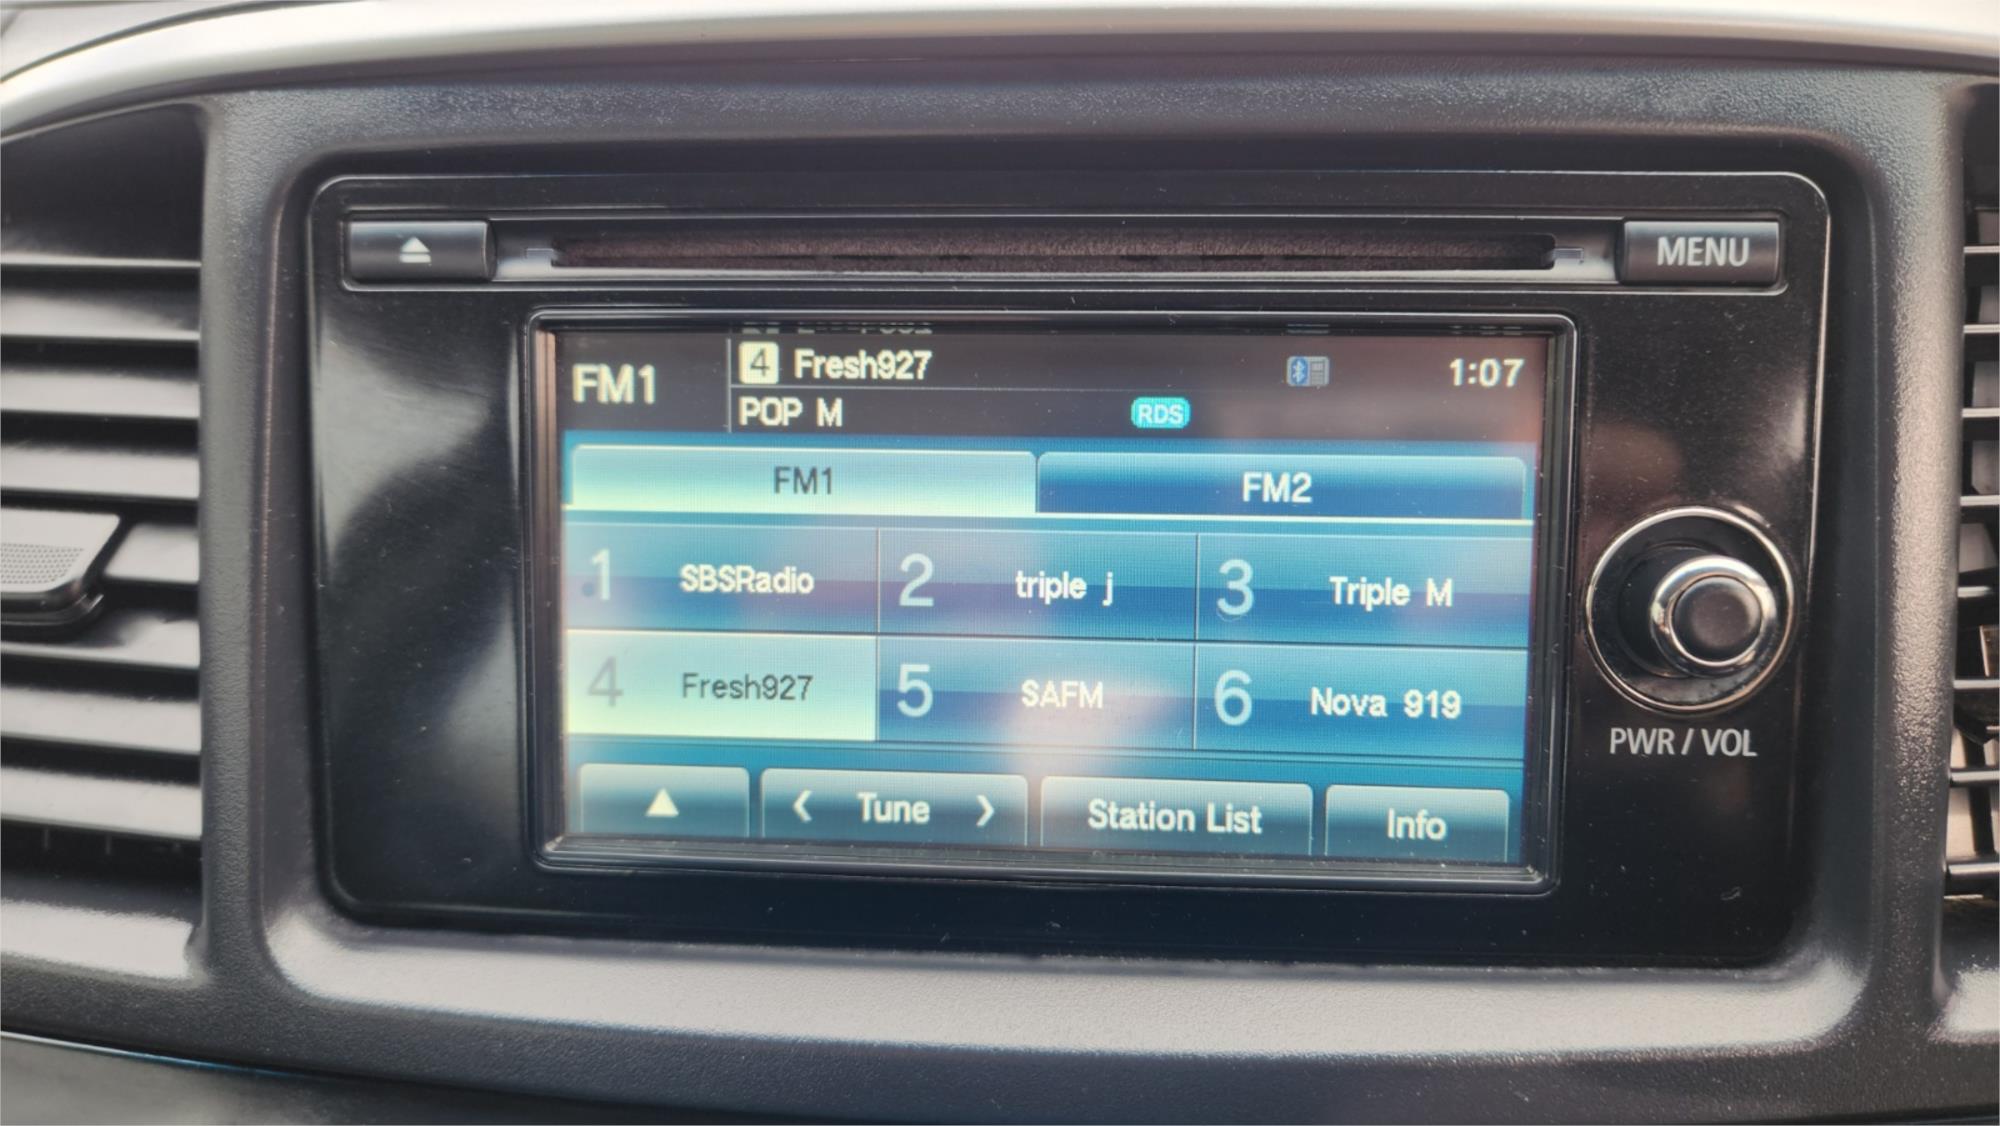 MENU
FM1
4 Fresh927
1:07
POP M
RDS
FM1
FM2
1 SBSRadio
2 triple j
3 Triple M
4 Fresh927
5 SAFM
6 Nova 919
Tune
Station List
Info
PWR / VOL